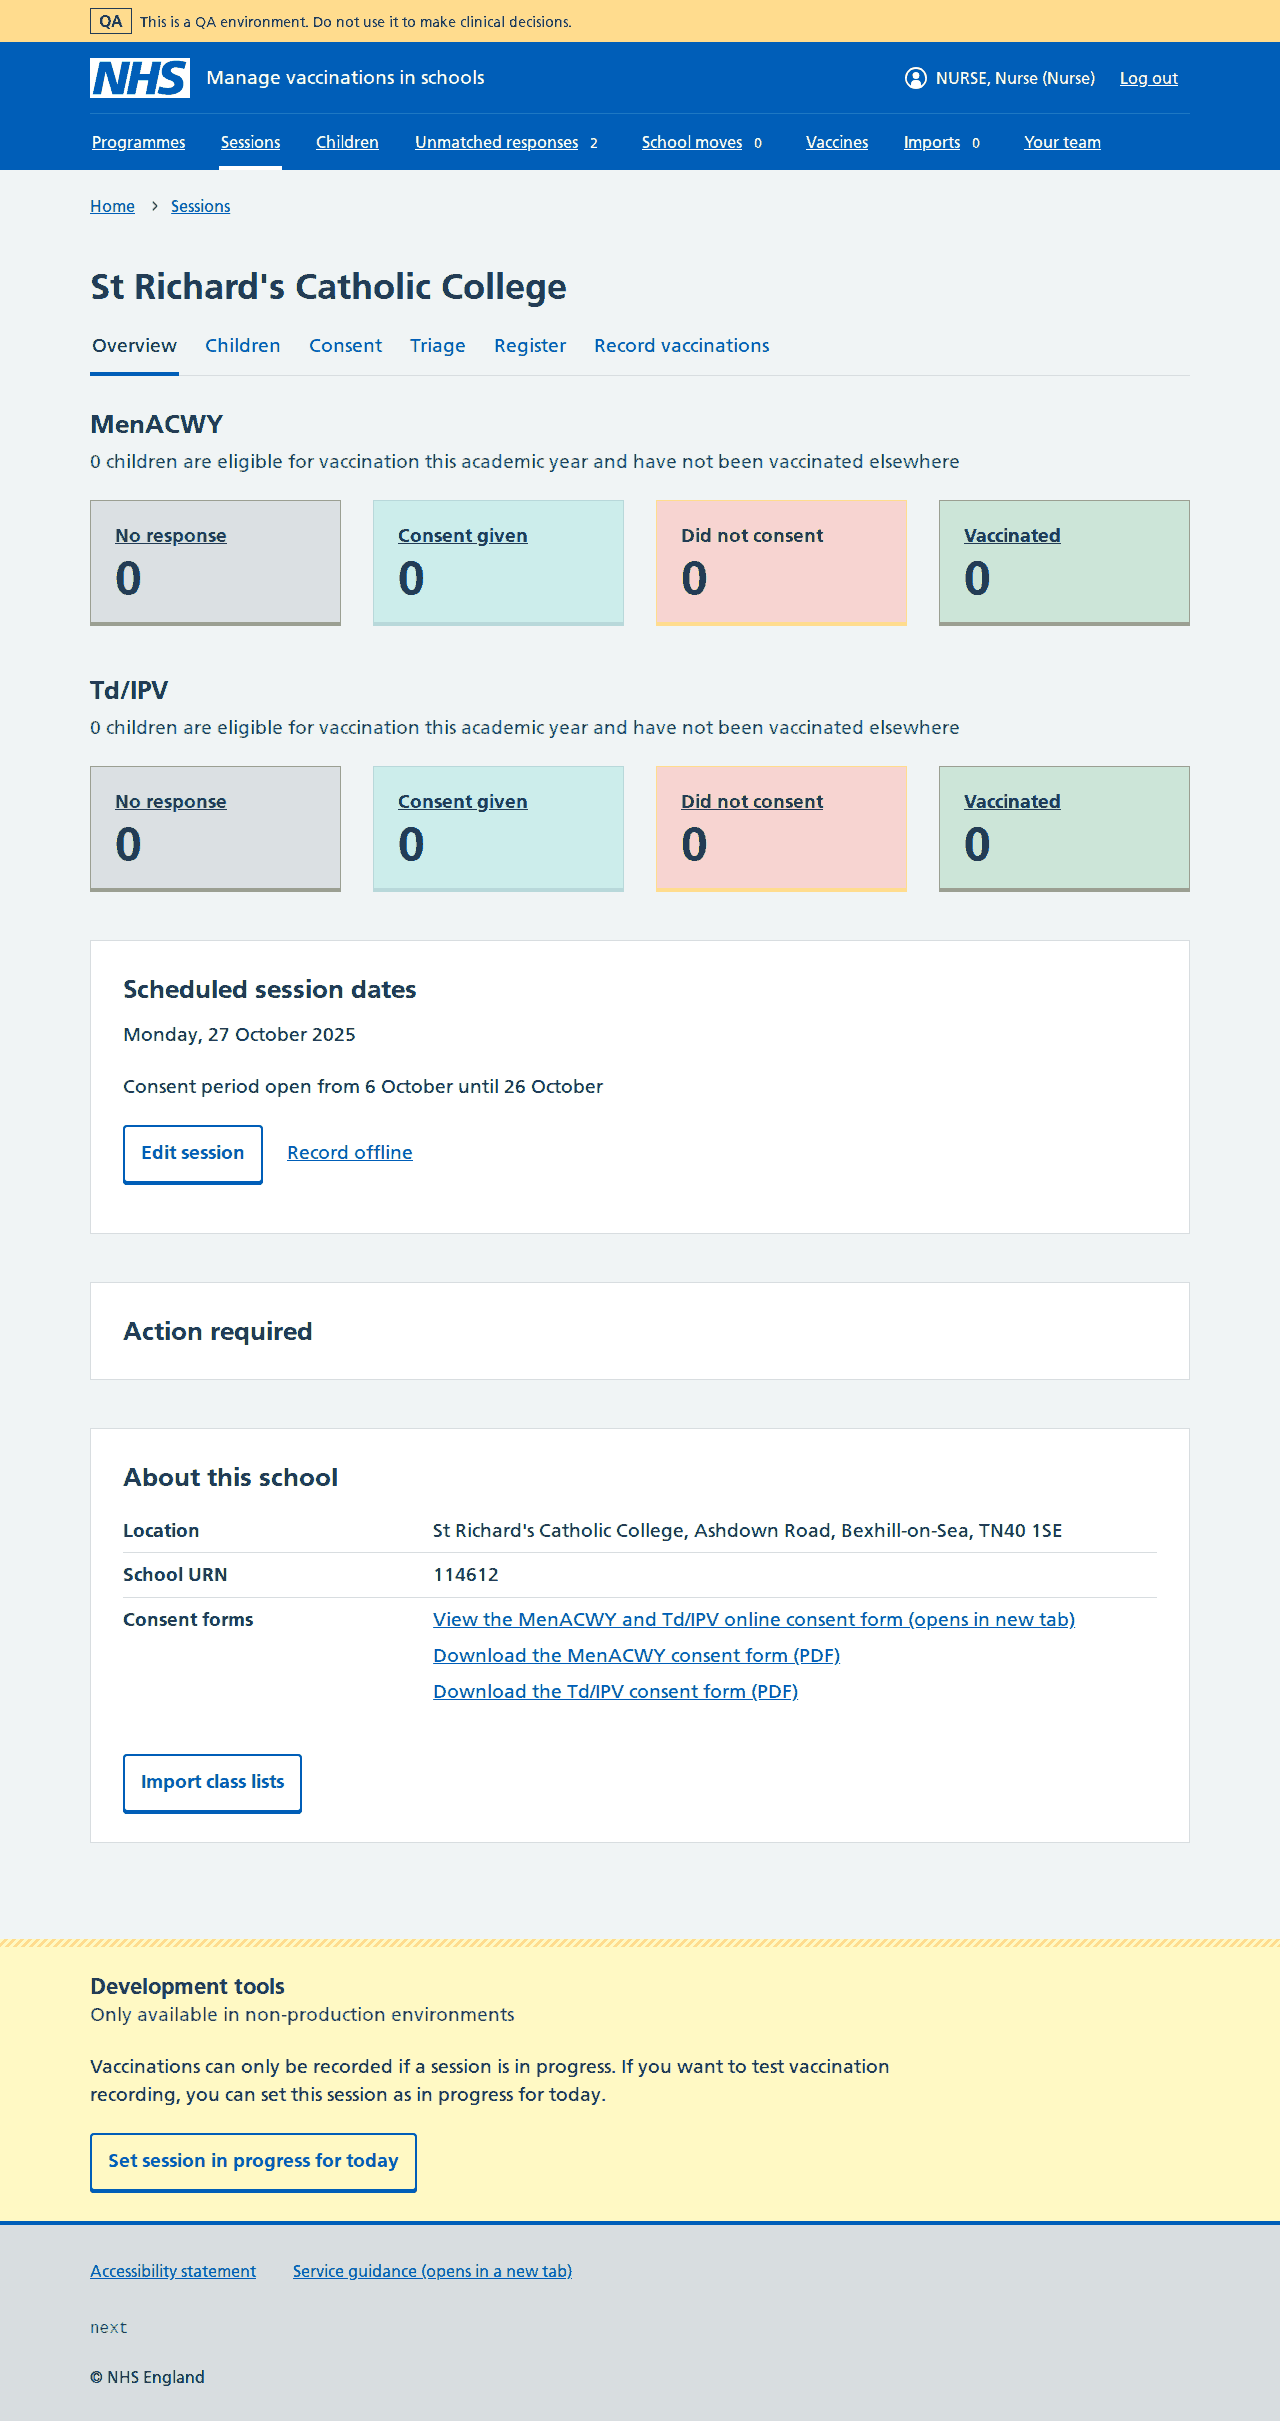 QA This is a QA environment. Do not use it to make clinical decisions.
NHS Manage vaccinations in schools NURSE, Nurse (Nurse) Log out
Programmes Sessions Children Unmatched responses 2 School moves 0 Vaccines Imports 0 Your team
Home > Sessions
St Richard's Catholic College
Overview Children Consent Triage Register Record vaccinations
MenACWY
0 children are eligible for vaccination this academic year and have not been vaccinated elsewhere
No response Consent given Did not consent Vaccinated
0 0 0 0
Td/IPV
0 children are eligible for vaccination this academic year and have not been vaccinated elsewhere
No response Consent given Did not consent Vaccinated
0 0 0 0
Scheduled session dates
Monday, 27 October 2025
Consent period open from 6 October until 26 October
Edit session Record offline
Action required
About this school
Location St Richard's Catholic College, Ashdown Road, Bexhill-on-Sea, TN40 1SE
School URN 114612
Consent forms View the MenACWY and Td/IPV online consent form (opens in new tab)
Download the MenACWY consent form (PDF)
Download the Td/IPV consent form (PDF)
Import class lists
Development tools
Only available in non-production environments
Vaccinations can only be recorded if a session is in progress. If you want to test vaccination
recording, you can set this session as in progress for today.
Set session in progress for today
Accessibility statement Service guidance (opens in a new tab)
next
© NHS England